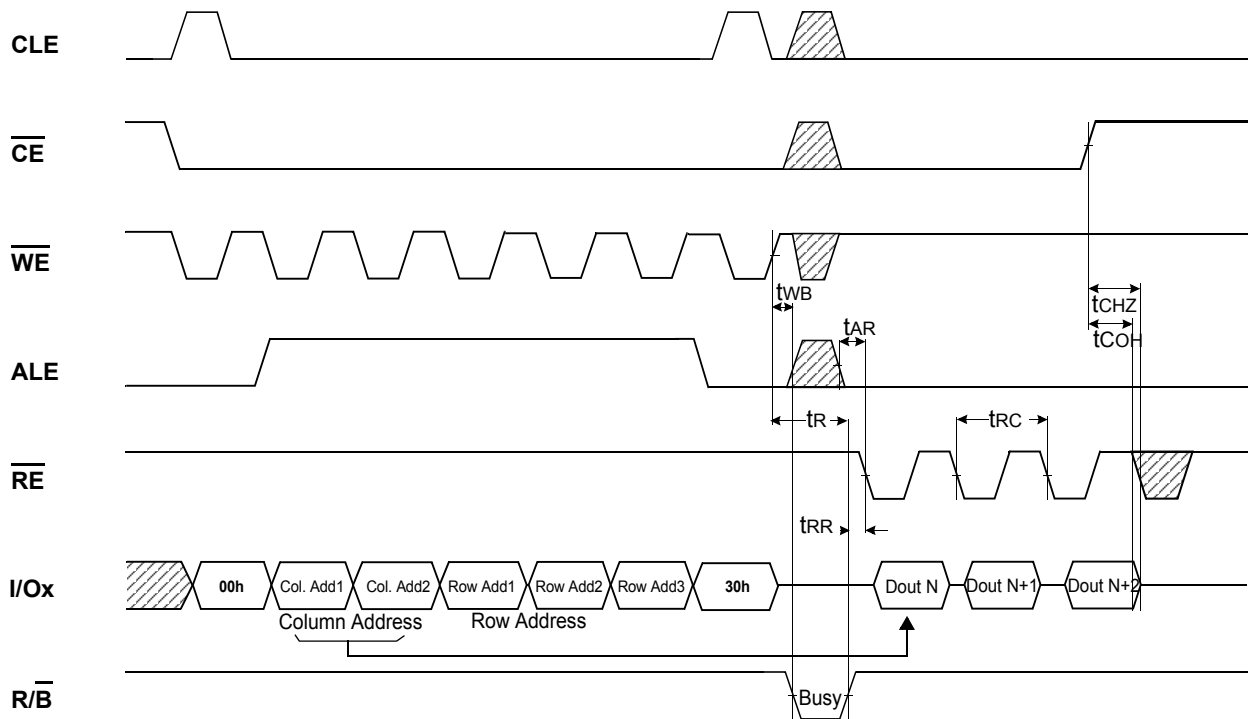 CLE
CE
WE
tWB
tCHZ
tCOH
tAR
ALE
tR
tRC
RE
tRR
I/Ox
00h
Col. Add1
Col. Add2
Row Add1
Row Add2
Row Add3
30h
Dout N
Dout N+1
Dout N+2
Column Address
Row Address
R/B
Busy